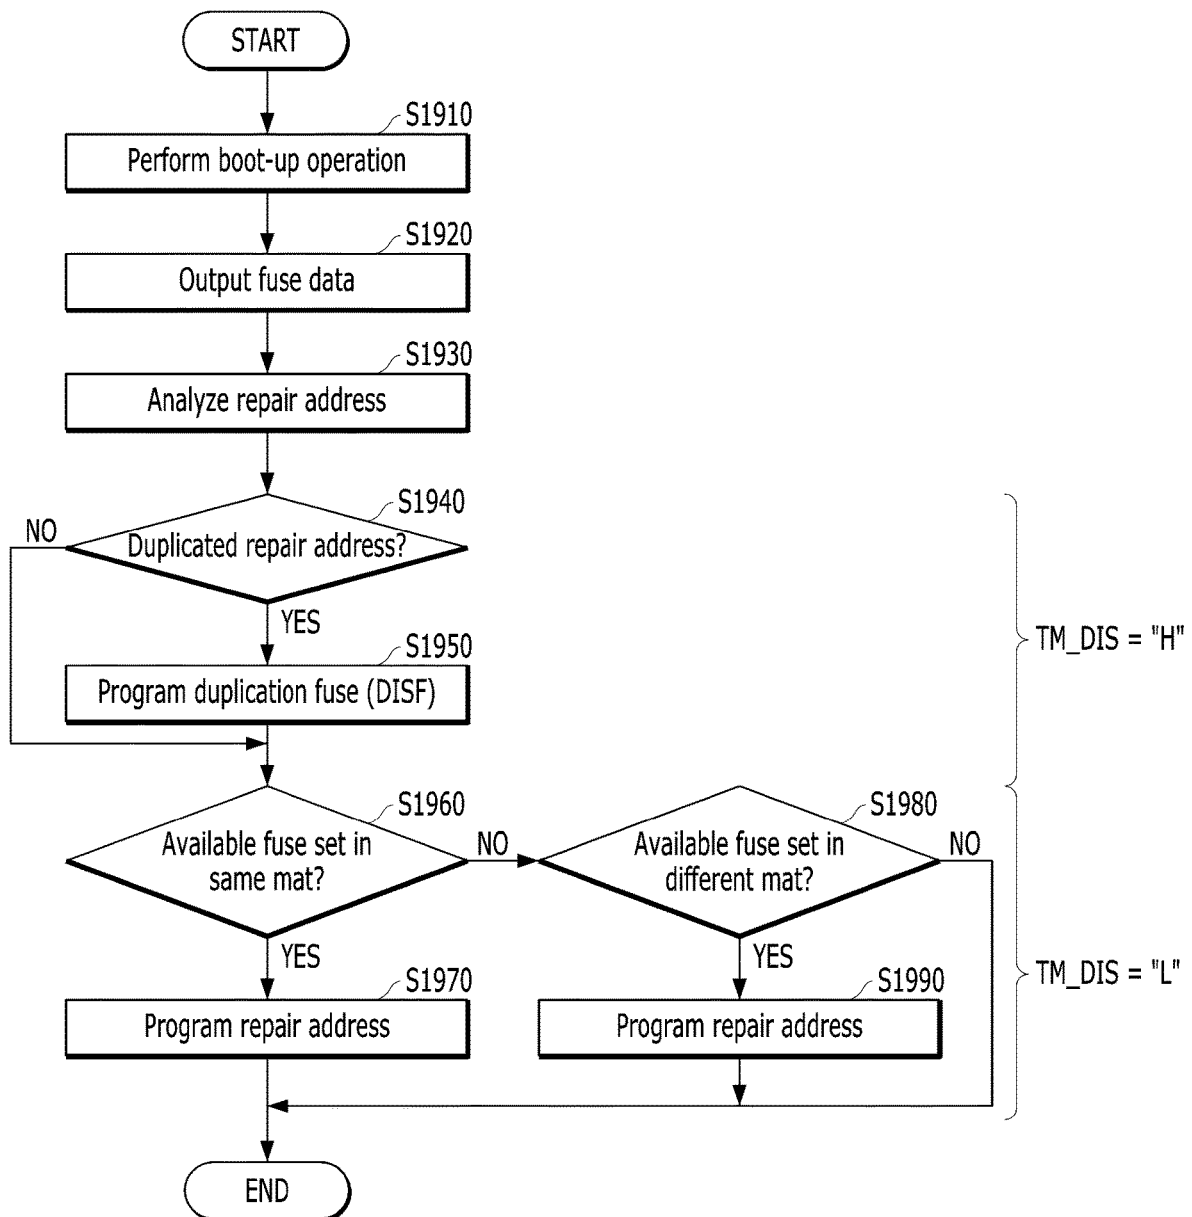 START
S1910
Perform boot-up operation
S1920
Output fuse data
S1930
Analyze repair address
S1940
NO
Duplicated repair address?
YES
TM_DIS = "H"
S1950
Program duplication fuse (DISF)
S1960
Available fuse set in
same mat?
NO
S1980
Available fuse set in
different mat?
NO
YES
YES
TM_DIS = "L"
S1970
Program repair address
S1990
Program repair address
END